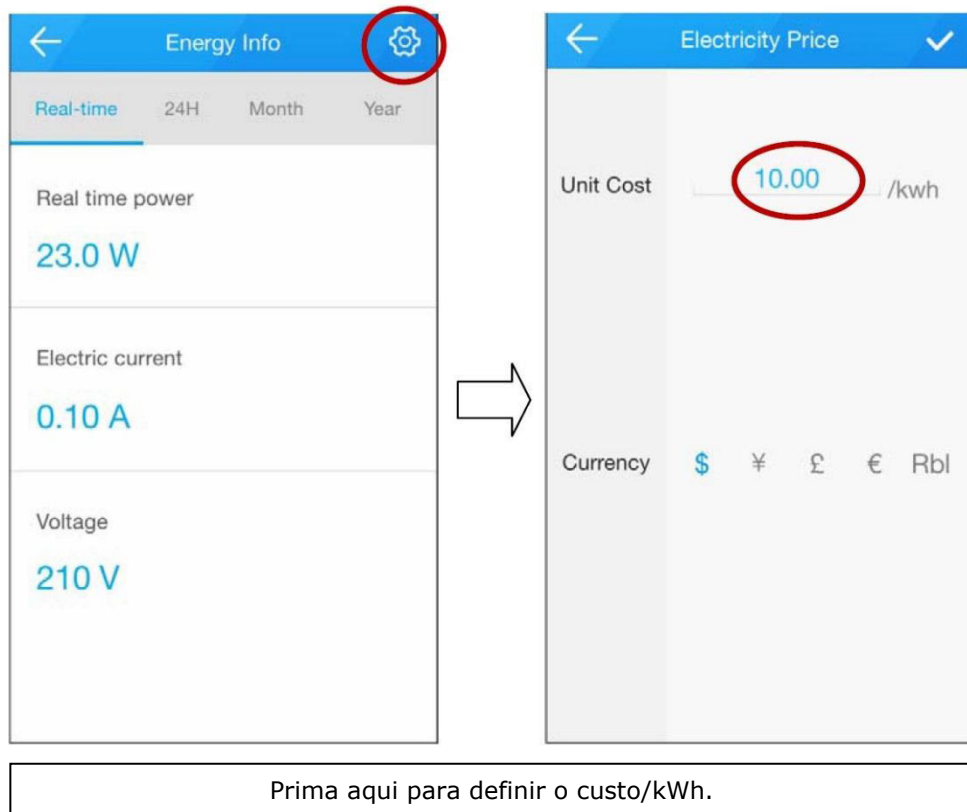 Energy Info
Real-time 24H Month Year
Real time power
23.0 W
Electric current
0.10 A
Voltage
210 V
Electricity Price
Unit Cost 10.00 /kwh
Currency $ ¥ £ € Rbl
Prima aqui para definir o custo/kWh.